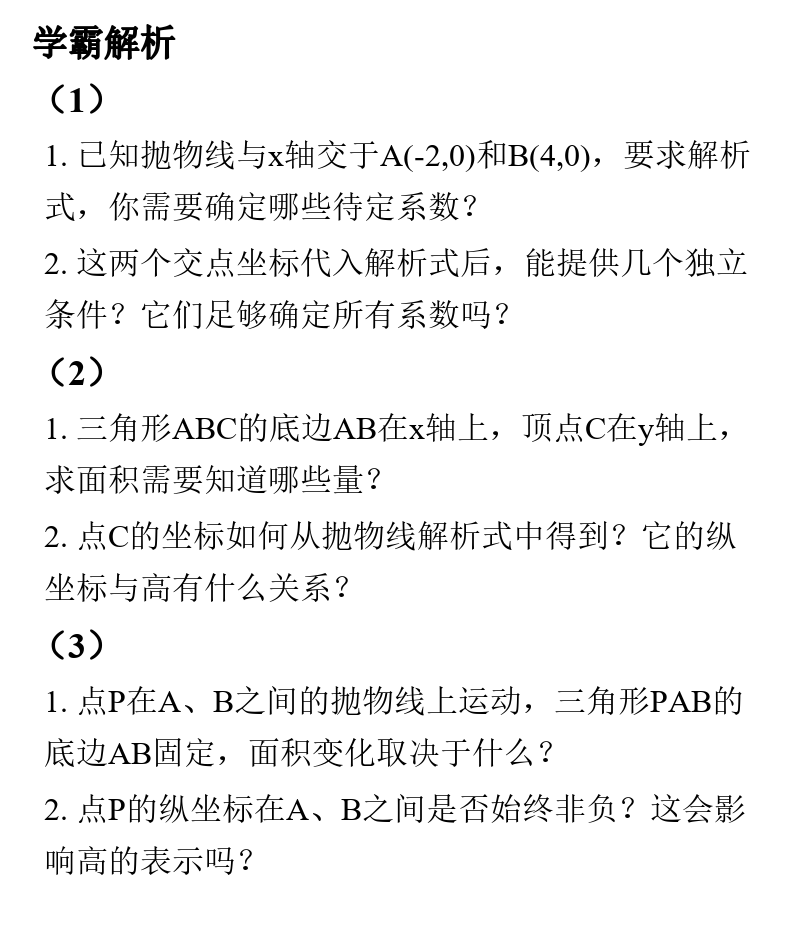 学霸解析
（1）
1. 已知抛物线与x轴交于A(-2,0)和B(4,0)，要求解析
式，你需要确定哪些待定系数？
2. 这两个交点坐标代入解析式后，能提供几个独立
条件？它们足够确定所有系数吗？
（2）
1. 三角形ABC的底边AB在x轴上，顶点C在y轴上，
求面积需要知道哪些量？
2. 点C的坐标如何从抛物线解析式中得到？它的纵
坐标与高有什么关系？
（3）
1. 点P在A、B之间的抛物线上运动，三角形PAB的
底边AB固定，面积变化取决于什么？
2. 点P的纵坐标在A、B之间是否始终非负？这会影
响高的表示吗？